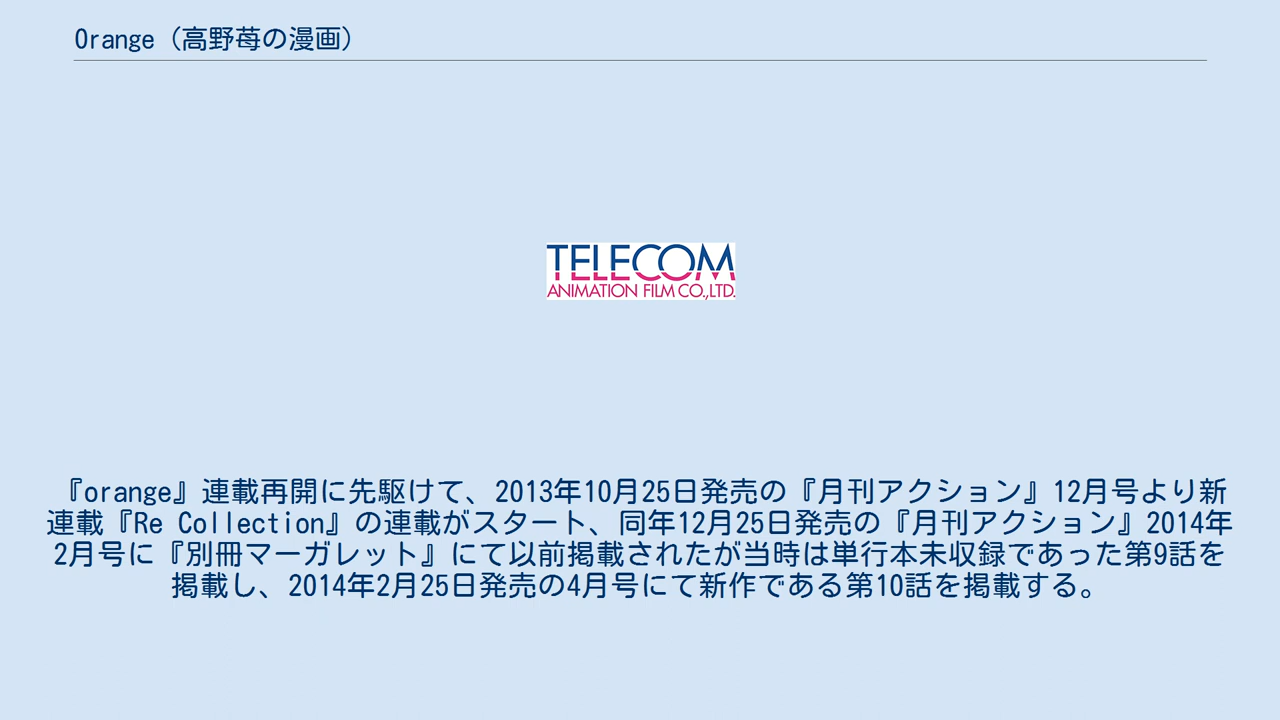 Orange（高野苺の漫画）
TELECOM
ANIMATION FILM CO.,LTD.
『orange』連載再開に先駆けて、2013年10月25日発売の『月刊アクション』12月号より新
連載『Re Collection』の連載がスタート、同年12月25日発売の『月刊アクション』2014年
2月号に『別冊マーガレット』にて以前掲載されたが当時は単行本未収録であった第9話を
掲載し、2014年2月25日発売の4月号にて新作である第10話を掲載する。